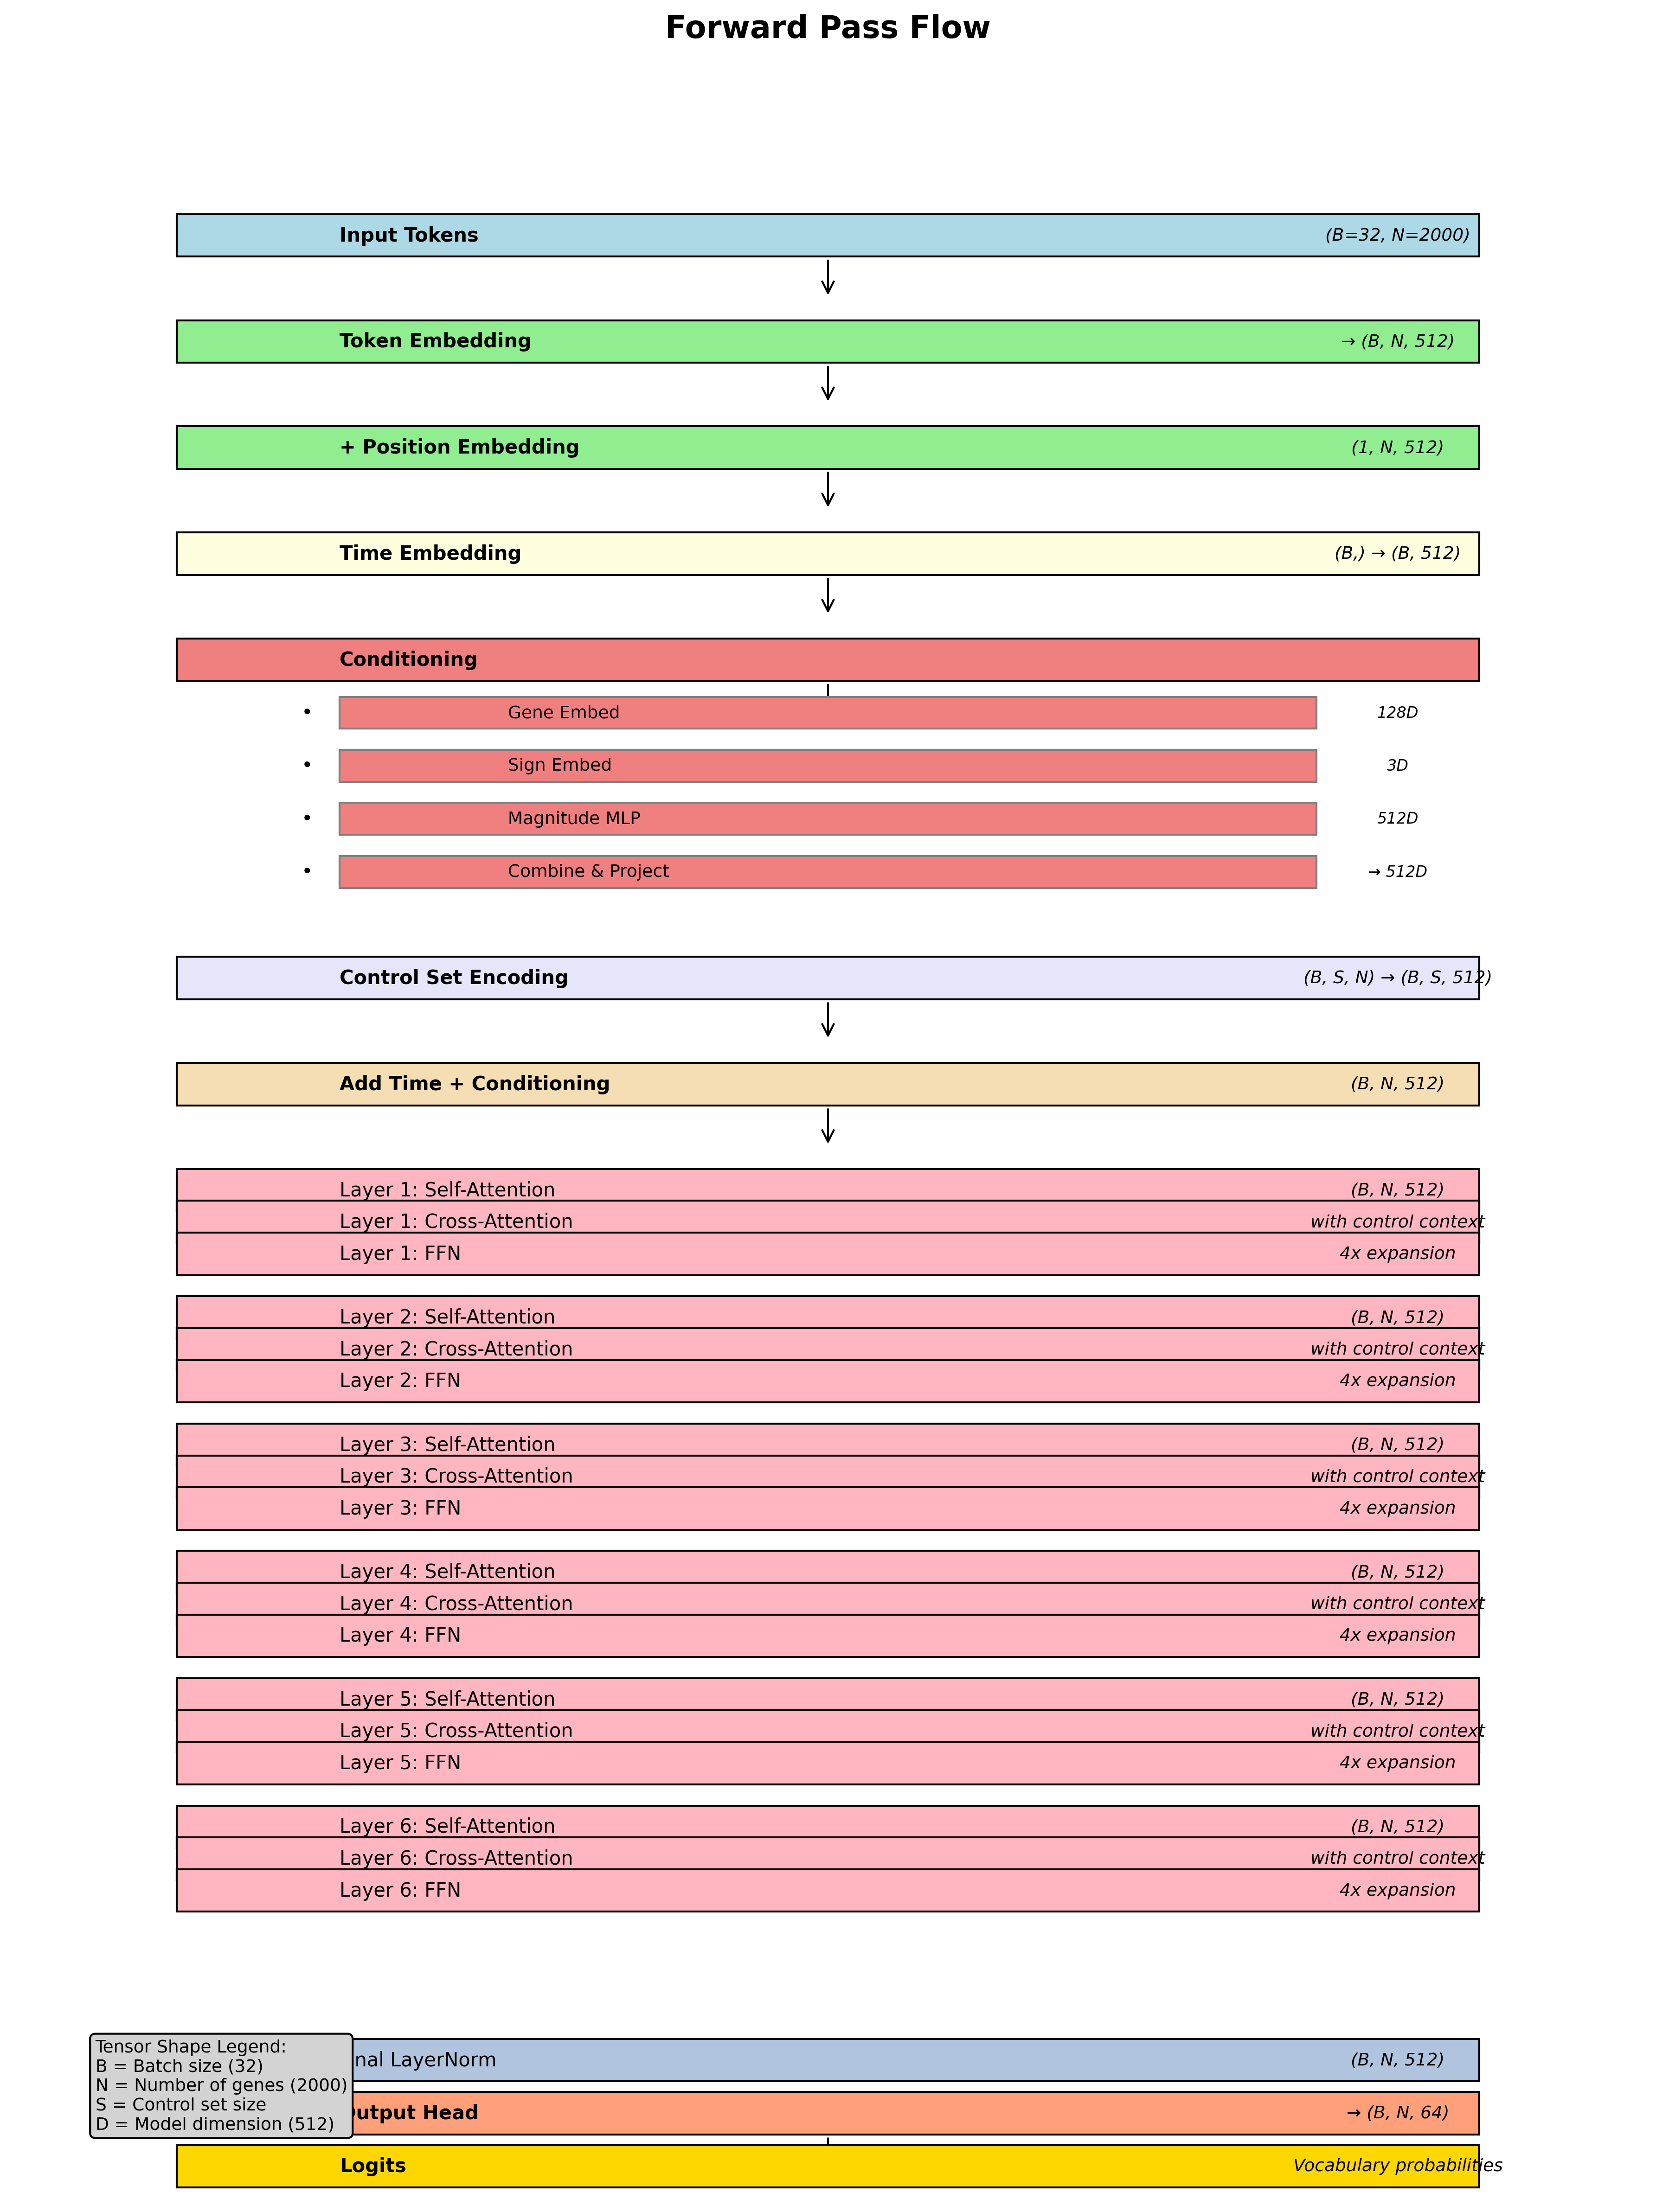 Forward Pass Flow
Input Tokens (B=32, N=2000)
Token Embedding → (B, N, 512)
+ Position Embedding (1, N, 512)
Time Embedding (B,) → (B, 512)
Conditioning
• Gene Embed 128D
• Sign Embed 3D
• Magnitude MLP 512D
• Combine & Project → 512D
Control Set Encoding (B, S, N) → (B, S, 512)
Add Time + Conditioning (B, N, 512)
Layer 1: Self-Attention (B, N, 512)
Layer 1: Cross-Attention with control context
Layer 1: FFN 4x expansion
Layer 2: Self-Attention (B, N, 512)
Layer 2: Cross-Attention with control context
Layer 2: FFN 4x expansion
Layer 3: Self-Attention (B, N, 512)
Layer 3: Cross-Attention with control context
Layer 3: FFN 4x expansion
Layer 4: Self-Attention (B, N, 512)
Layer 4: Cross-Attention with control context
Layer 4: FFN 4x expansion
Layer 5: Self-Attention (B, N, 512)
Layer 5: Cross-Attention with control context
Layer 5: FFN 4x expansion
Layer 6: Self-Attention (B, N, 512)
Layer 6: Cross-Attention with control context
Layer 6: FFN 4x expansion
Tensor Shape Legend:
B = Batch size (32)
N = Number of genes (2000)
S = Control set size
D = Model dimension (512)
nal LayerNorm (B, N, 512)
Output Head → (B, N, 64)
Logits Vocabulary probabilities